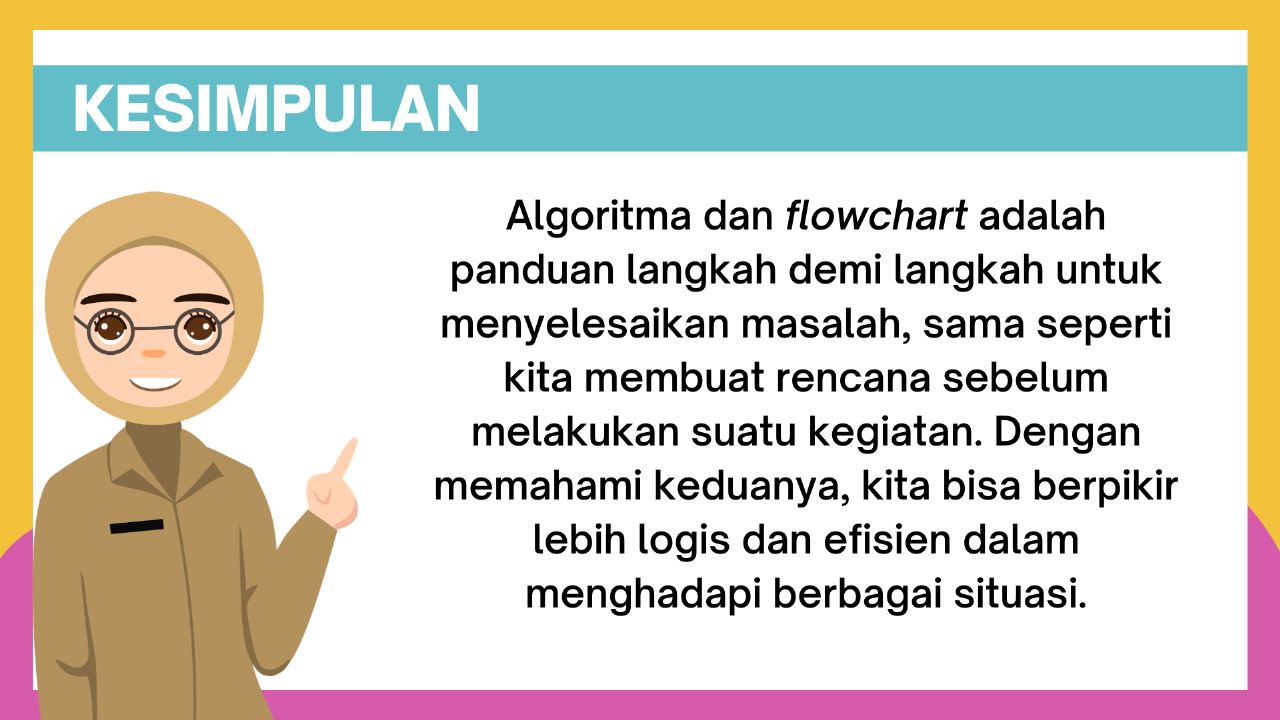 KESIMPULAN
Algoritma dan flowchart adalah
panduan langkah demi langkah untuk
menyelesaikan masalah, sama seperti
kita membuat rencana sebelum
melakukan suatu kegiatan. Dengan
memahami keduanya, kita bisa berpikir
lebih logis dan efisien dalam
menghadapi berbagai situasi.